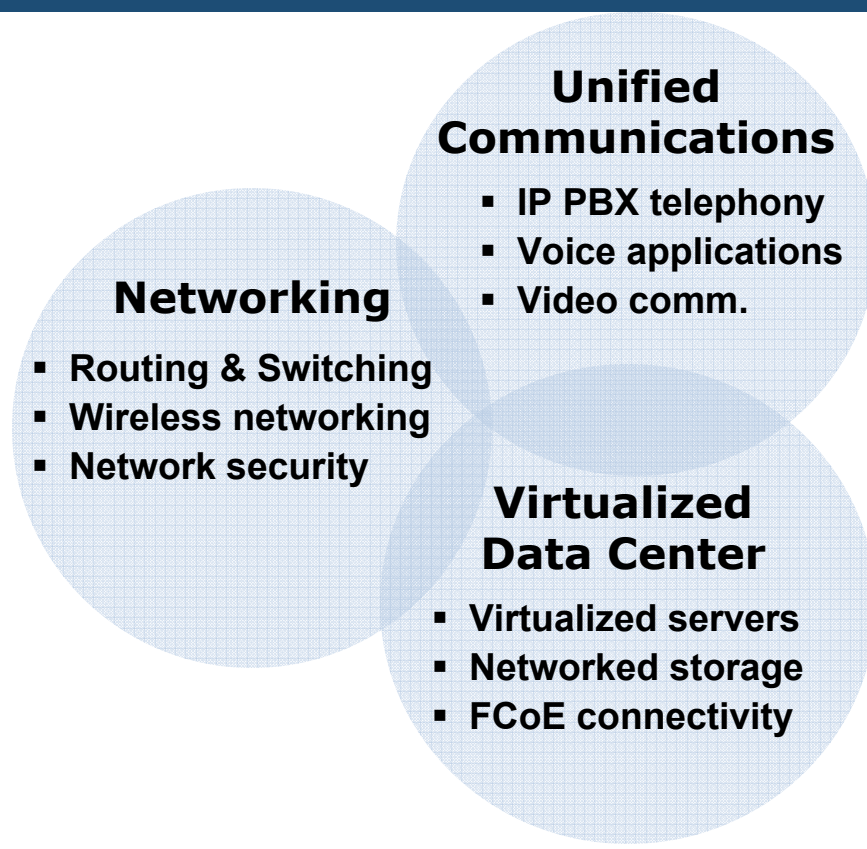 Unified
Communications
▪ IP PBX telephony
▪ Voice applications
▪ Video comm.
Networking
▪ Routing & Switching
▪ Wireless networking
▪ Network security
Virtualized
Data Center
▪ Virtualized servers
▪ Networked storage
▪ FCoE connectivity